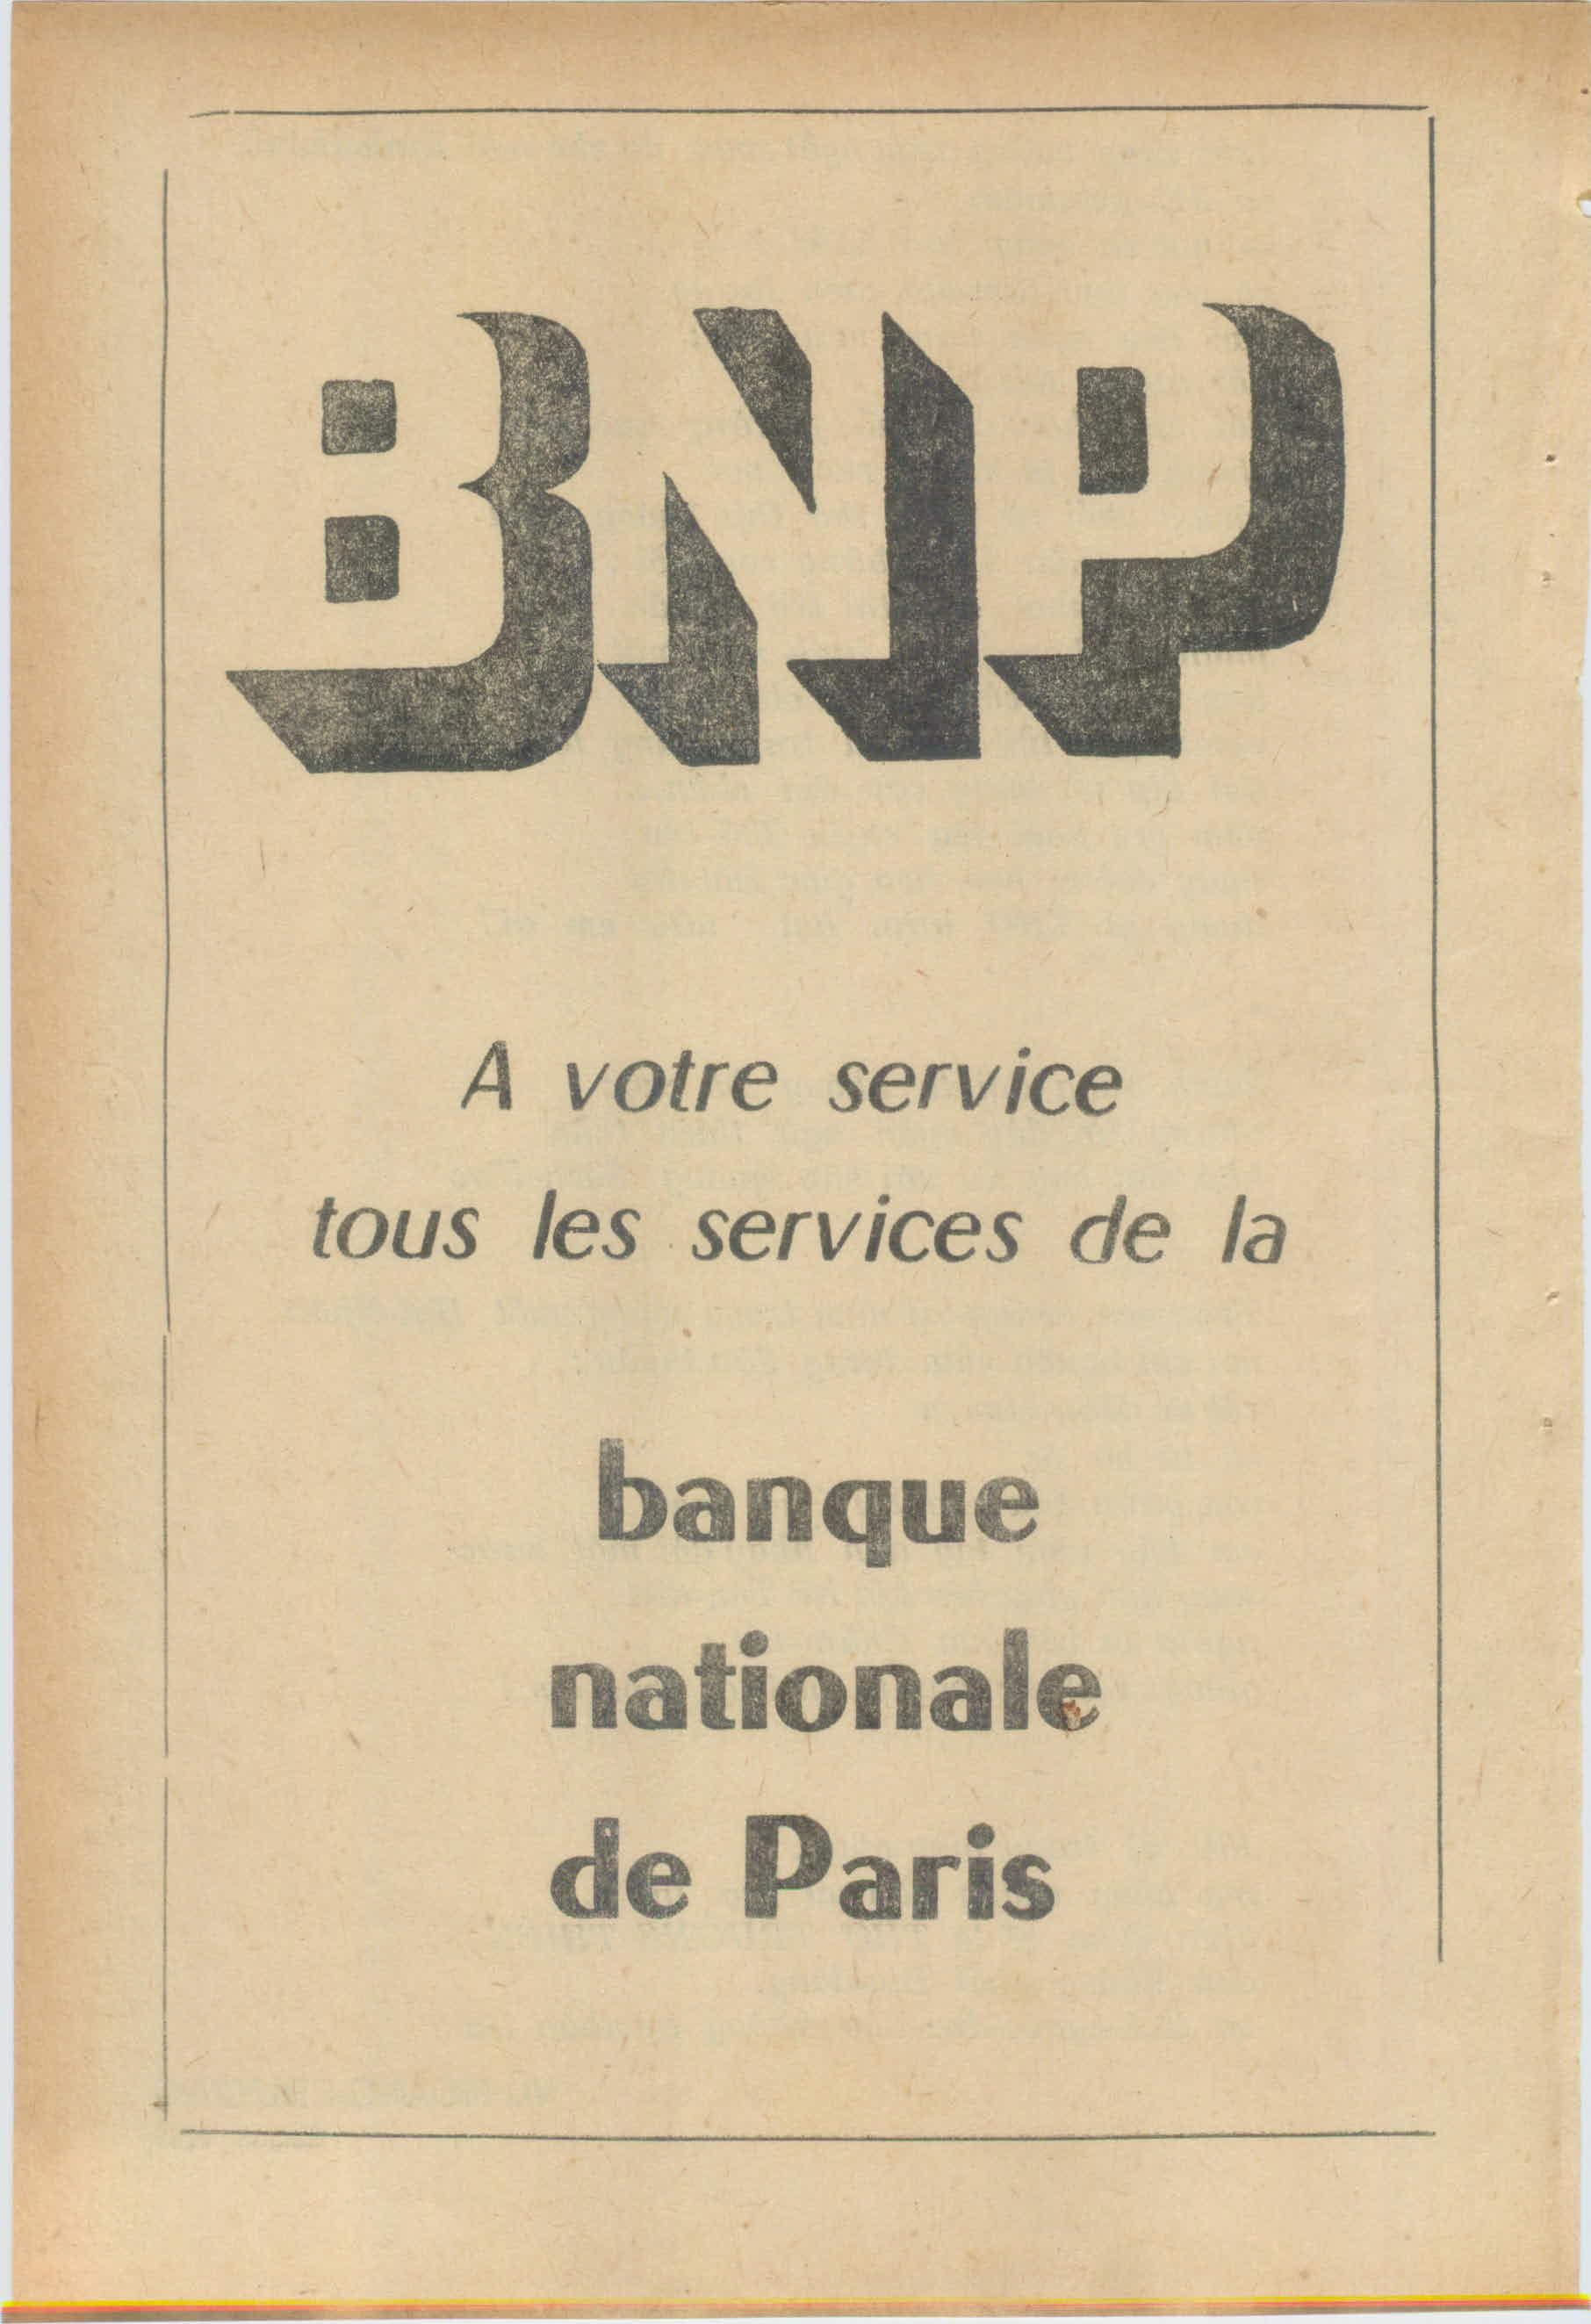 BNP
A votre service
tous les services de la
banque
nationale
de Paris